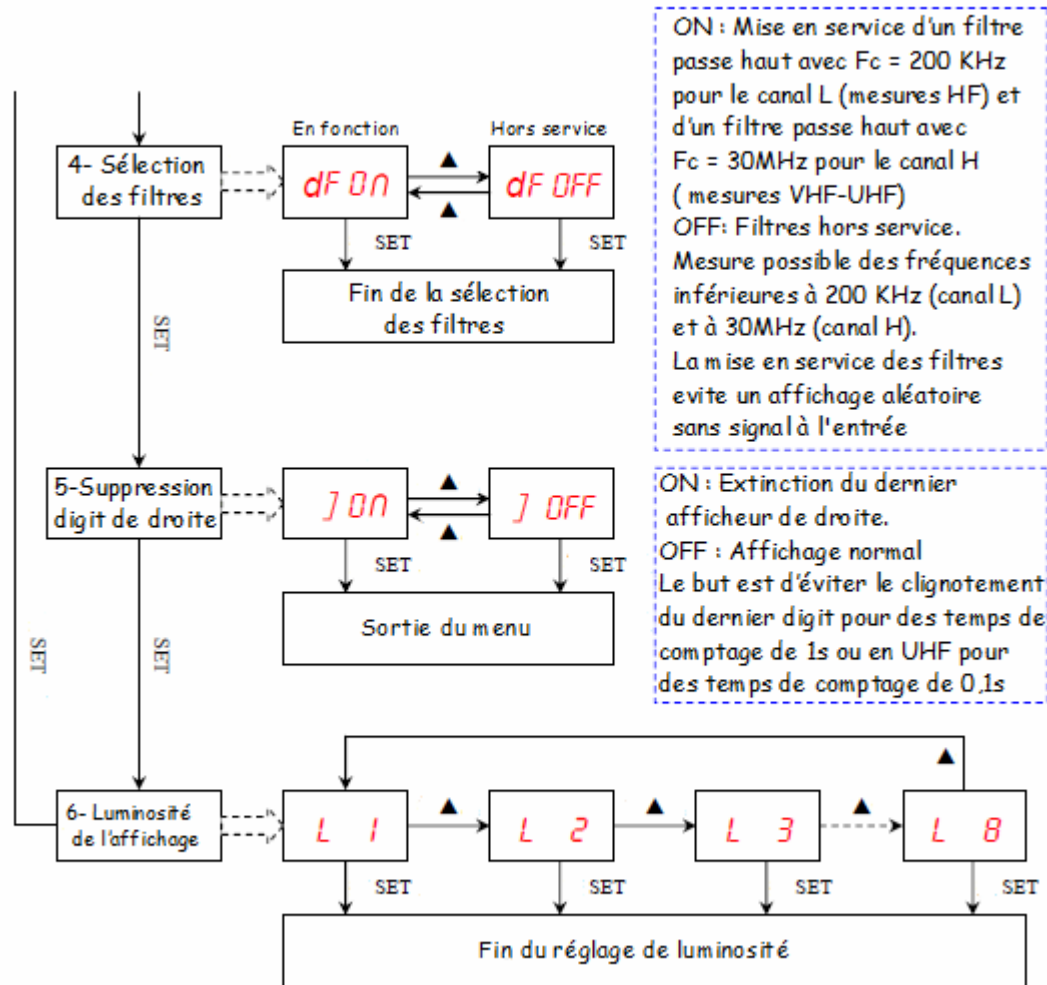 ON : Mise en service d'un filtre
passe haut avec Fc = 200 KHz
pour le canal L (mesures HF) et
d'un filtre passe haut avec
Fc = 30MHz pour le canal H
( mesures VHF-UHF)
OFF: Filtres hors service.
Mesure possible des fréquences
inférieures à 200 KHz (canal L)
et à 30MHz (canal H).
La mise en service des filtres
evite un affichage aléatoire
sans signal à l'entrée
En fonction
Hors service
4- Sélection
des filtres
dF ON
▲
▲
dF OFF
SET
SET
Fin de la sélection
des filtres
SET
5-Suppression
digit de droite
] ON
▲
▲
] OFF
SET
SET
Sortie du menu
ON : Extinction du dernier
afficheur de droite.
OFF : Affichage normal
Le but est d'éviter le clignotement
du dernier digit pour des temps de
comptage de 1s ou en UHF pour
des temps de comptage de 0,1s
SET
SET
6- Luminosité
de l'affichage
L 1
▲
L 2
▲
L 3
▲
L 8
▲
SET
SET
SET
SET
Fin du réglage de luminosité